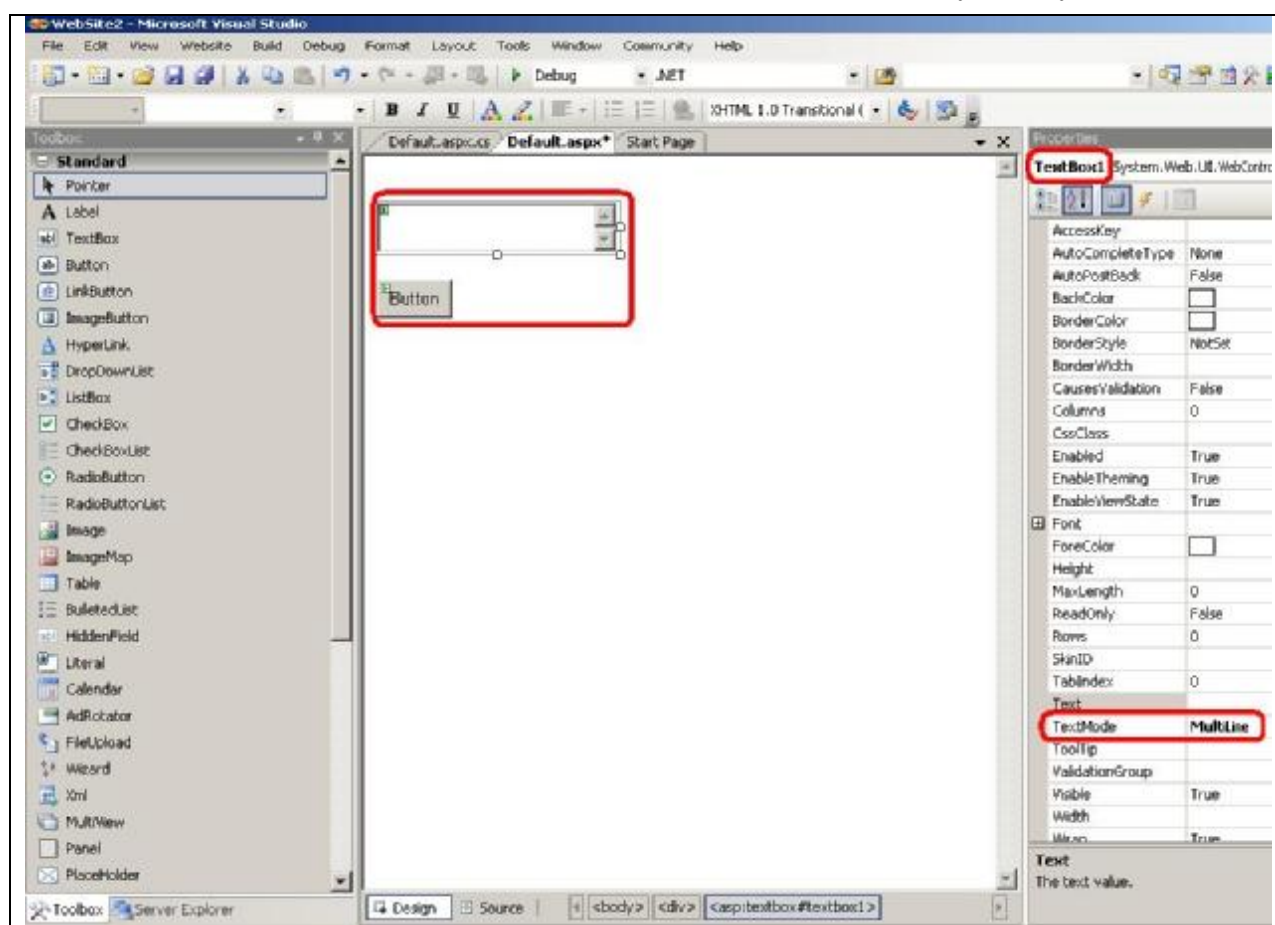 WebSite2 - Microsoft Visual Studio
File Edit View Website Build Debug Format Layout Tools Window Community Help
Debug .NET
B I U A XHTML 1.0 Transitional (
Toolbox
Default.aspx.cs Default.aspx* Start Page
Properties
Standard
Pointer
A Label
TextBox
Button
LinkButton
ImageButton
HyperLink
DropDownList
ListBox
CheckBox
CheckBoxList
RadioButton
RadioButtonList
Image
ImageMap
Table
BulletedList
HiddenField
Literal
Calendar
AdRotator
FileUpload
Wizard
Xml
MultiView
Panel
PlaceHolder
Toolbox Server Explorer
Button
Design Source <body> <div> <asp:textbox#textbox1>
TextBox1 System.Web.UI.WebContro
AccessKey
AutoCompleteType None
AutoPostBack False
BackColor
BorderColor
BorderStyle NotSet
BorderWidth
CausesValidation False
Columns 0
CssClass
Enabled True
EnableTheming True
EnableViewState True
Font
ForeColor
Height
MaxLength 0
ReadOnly False
Rows 0
SkinID
TabIndex 0
Text
TextMode MultiLine
ToolTip
ValidationGroup
Visible True
Width
Wrap True
Text
The text value.